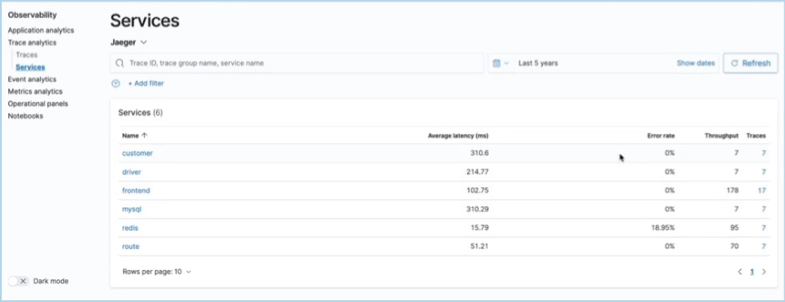 Observability
Application analytics
Trace analytics
Traces
Services
Event analytics
Metrics analytics
Operational panels
Notebooks
Dark mode
Services
Jaeger
Trace ID, trace group name, service name
Last 5 years
Show dates
Refresh
+ Add filter
Services (6)
Name Average latency (ms) Error rate Throughput Traces
customer 310.6 0% 7 7
driver 214.77 0% 7 7
frontend 102.75 0% 178 17
mysql 310.29 0% 7 7
redis 15.79 18.95% 95 7
route 51.21 0% 70 7
Rows per page: 10
1